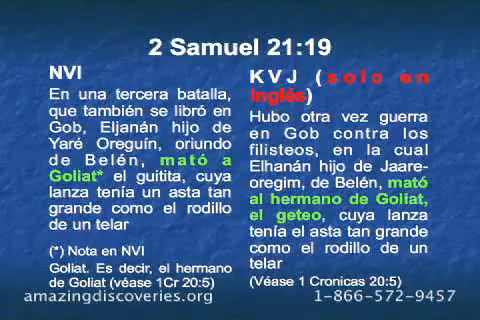 2 Samuel 21:19
NVI
En una tercera batalla,
que también se libró en
Gob, Eljanán hijo de
Yaré Oreguín, oriundo
de Belén, mató a
Goliat* el guitita, cuya
lanza tenía un asta tan
grande como el rodillo
de un telar
(*) Nota en NVI
Goliat. Es decir, el hermano
de Goliat (véase 1Cr 20:5)
KVJ (solo en
Inglés)
Hubo otra vez guerra
en Gob contra los
filisteos, en la cual
Elhanán hijo de Jaare-
oregim, de Belén, mató
al hermano de Goliat,
el geteo, cuya lanza
tenía el asta tan grande
como el rodillo de un
telar
(Véase 1 Cronicas 20:5)
amazingdiscoveries.org
1-866-572-9457